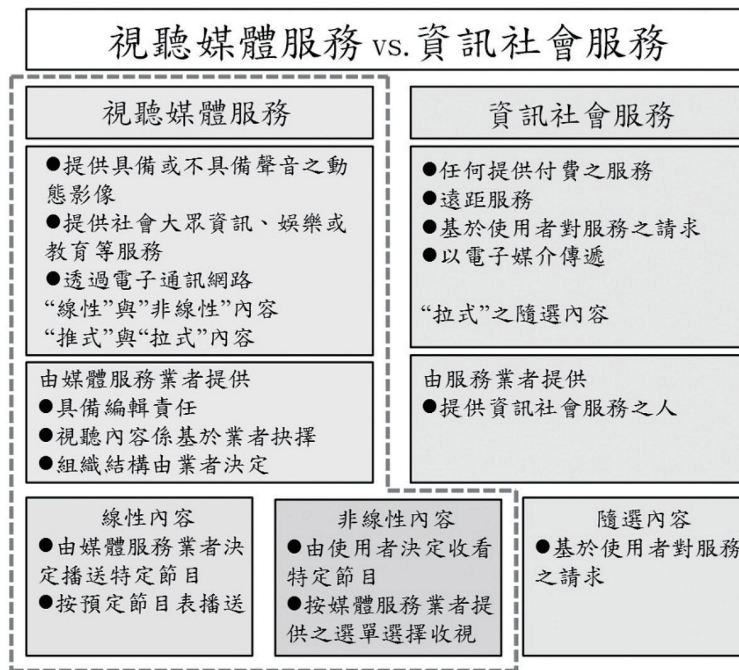 視聽媒體服務 vs.資訊社會服務
視聽媒體服務
●提供具備或不具備聲音之動
態影像
●提供社會大眾資訊、娛樂或
教育等服務
●透過電子通訊網路
“線性”與”非線性”內容
“推式”與“拉式”內容
由媒體服務業者提供
●具備編輯責任
●視聽內容係基於業者抉擇
●組織結構由業者決定
資訊社會服務
●任何提供付費之服務
●遠距服務
●基於使用者對服務之請求
●以電子媒介傳遞
“拉式”之隨選內容
由服務業者提供
●提供資訊社會服務之人
線性內容
●由媒體服務業者決
定播送特定節目
●按預定節目表播送
非線性內容
●由使用者決定收看
特定節目
●按媒體服務業者提
供之選單選擇收視
隨選內容
●基於使用者對服務
之請求